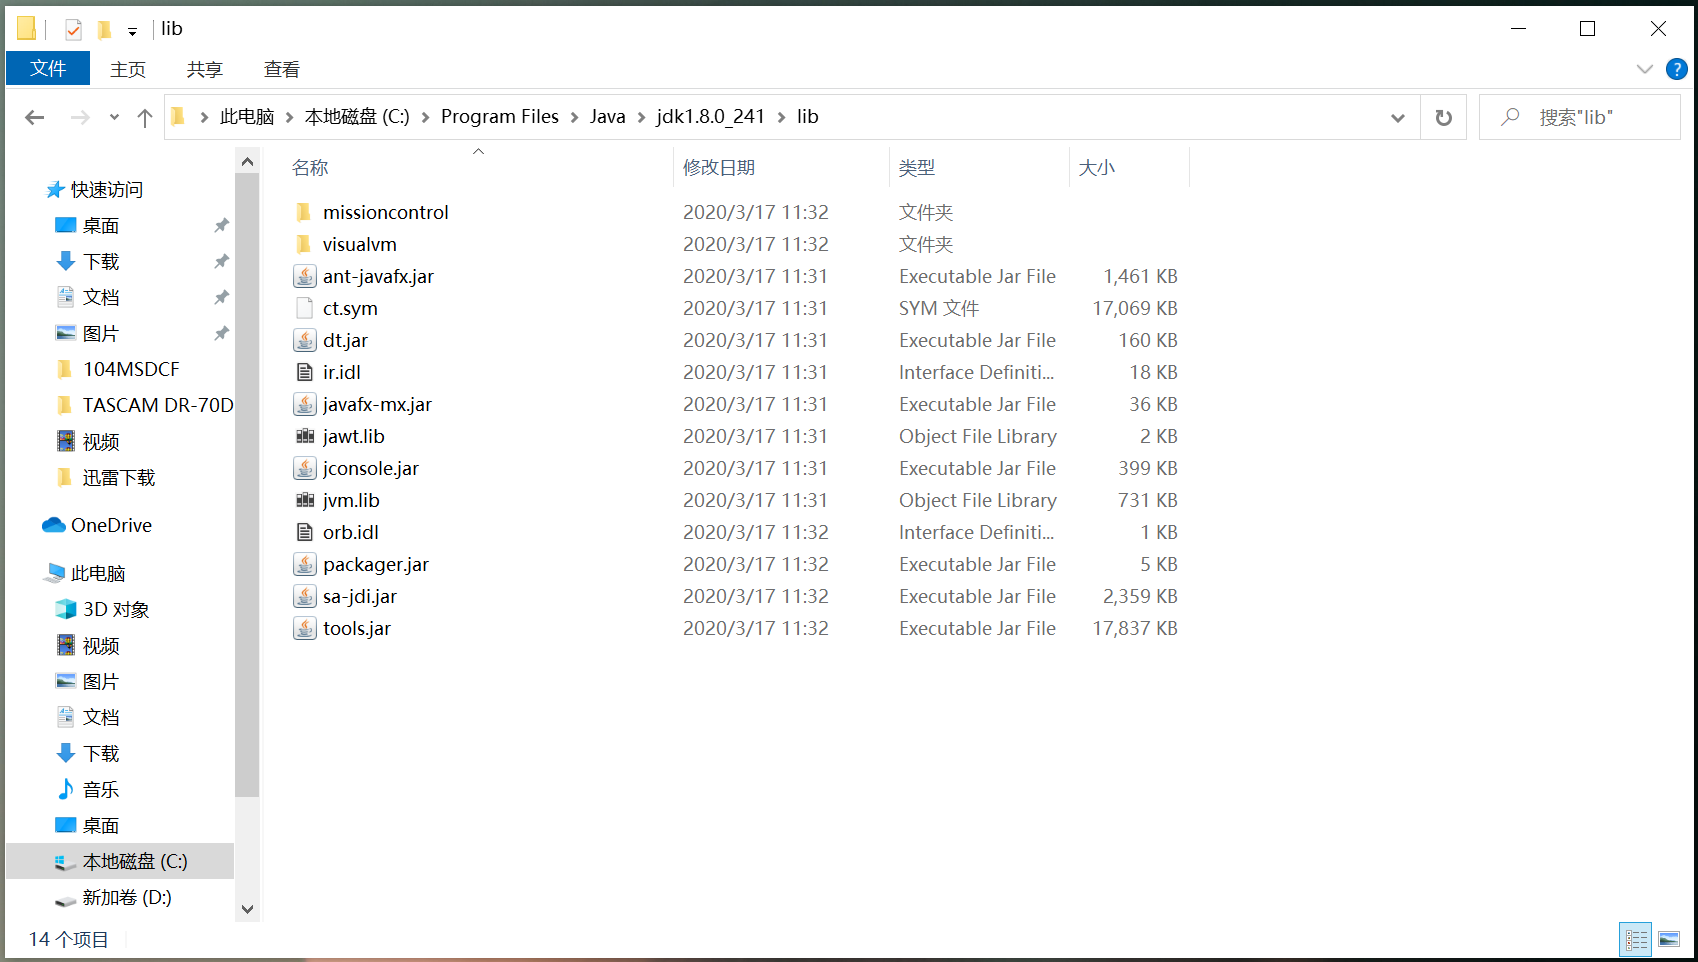 lib
文件 主页 共享 查看
此电脑 本地磁盘 (C:) Program Files Java jdk1.8.0_241 lib
搜索"lib"
名称 修改日期 类型 大小
快速访问
桌面
下载
文档
图片
104MSDCF
TASCAM DR-70D
视频
迅雷下载
OneDrive
此电脑
3D 对象
视频
图片
文档
下载
音乐
桌面
本地磁盘 (C:)
新加卷 (D:)
missioncontrol 2020/3/17 11:32 文件夹
visualvm 2020/3/17 11:32 文件夹
ant-javafx.jar 2020/3/17 11:31 Executable Jar File 1,461 KB
ct.sym 2020/3/17 11:31 SYM 文件 17,069 KB
dt.jar 2020/3/17 11:31 Executable Jar File 160 KB
ir.idl 2020/3/17 11:31 Interface Definiti... 18 KB
javafx-mx.jar 2020/3/17 11:31 Executable Jar File 36 KB
jawt.lib 2020/3/17 11:31 Object File Library 2 KB
jconsole.jar 2020/3/17 11:31 Executable Jar File 399 KB
jvm.lib 2020/3/17 11:31 Object File Library 731 KB
orb.idl 2020/3/17 11:32 Interface Definiti... 1 KB
packager.jar 2020/3/17 11:32 Executable Jar File 5 KB
sa-jdi.jar 2020/3/17 11:32 Executable Jar File 2,359 KB
tools.jar 2020/3/17 11:32 Executable Jar File 17,837 KB
14 个项目